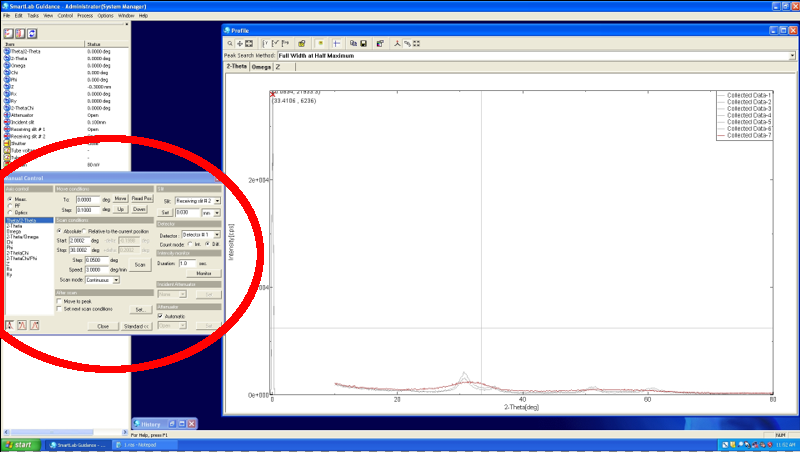 SmartLab Guidance - Administrator(System Manager)
File Edit Tasks View Control Process Options Window Help
Item Status
Theta/2-Theta 0.0000 deg
2-Theta 0.0000 deg
Omega 0.0000 deg
Chi 0.000 deg
Phi 0.000 deg
Z -0.3000 mm
Rx 0.000 deg
Ry 0.000 deg
2-ThetaChi 0.0000 deg
Attenuator Open
Incident slit 0.100mm
Receiving slit # 1 Open
Receiving slit # 2
Shutter
Tube
80 mV
Manual Control
Axis control
Meas.
PF
Optics
Theta/2-Theta
2-Theta
Omega
2-Theta/Omega
Chi
Phi
2-ThetaChi
2-ThetaChi/Phi
Z
Rx
Ry
Move conditions
To: 0.0000 deg Move Read Pos
Step: 0.1000 deg Up Down
Scan conditions
Absolute Relative to the current position
Start 2.0002 deg
Stop 30.0002 deg
Step: 0.0500 deg Scan
Speed: 3.0000 deg/min
Scan mode: Continuous
After scan
Move to peak
Set next scan conditions Set...
Close Standard <<
Slit
Slit: Receiving slit # 2
Set 0.030 mm
Detector
Detector : Detector # 1
Count mode: Int. Diff.
Intensity monitor
Duration: 1.0 sec
Monitor
Incident Attenuator
Set
Attenuator
Automatic
Open Set
Profile
Peak Search Method: Full Width at Half Maximum
2-Theta Omega Z
(33.4106 , 6236)
Collected Data-1
Collected Data-2
Collected Data-3
Collected Data-4
Collected Data-5
Collected Data-6
Collected Data-7
2e+004
e+004
0e+000
Intensity[cps]
20 40 60 80
2-Theta[deg]
History
For Help, press F1
NUM
start
SmartLab Guidance - ...
1.mp - Notepad
11:52 AM